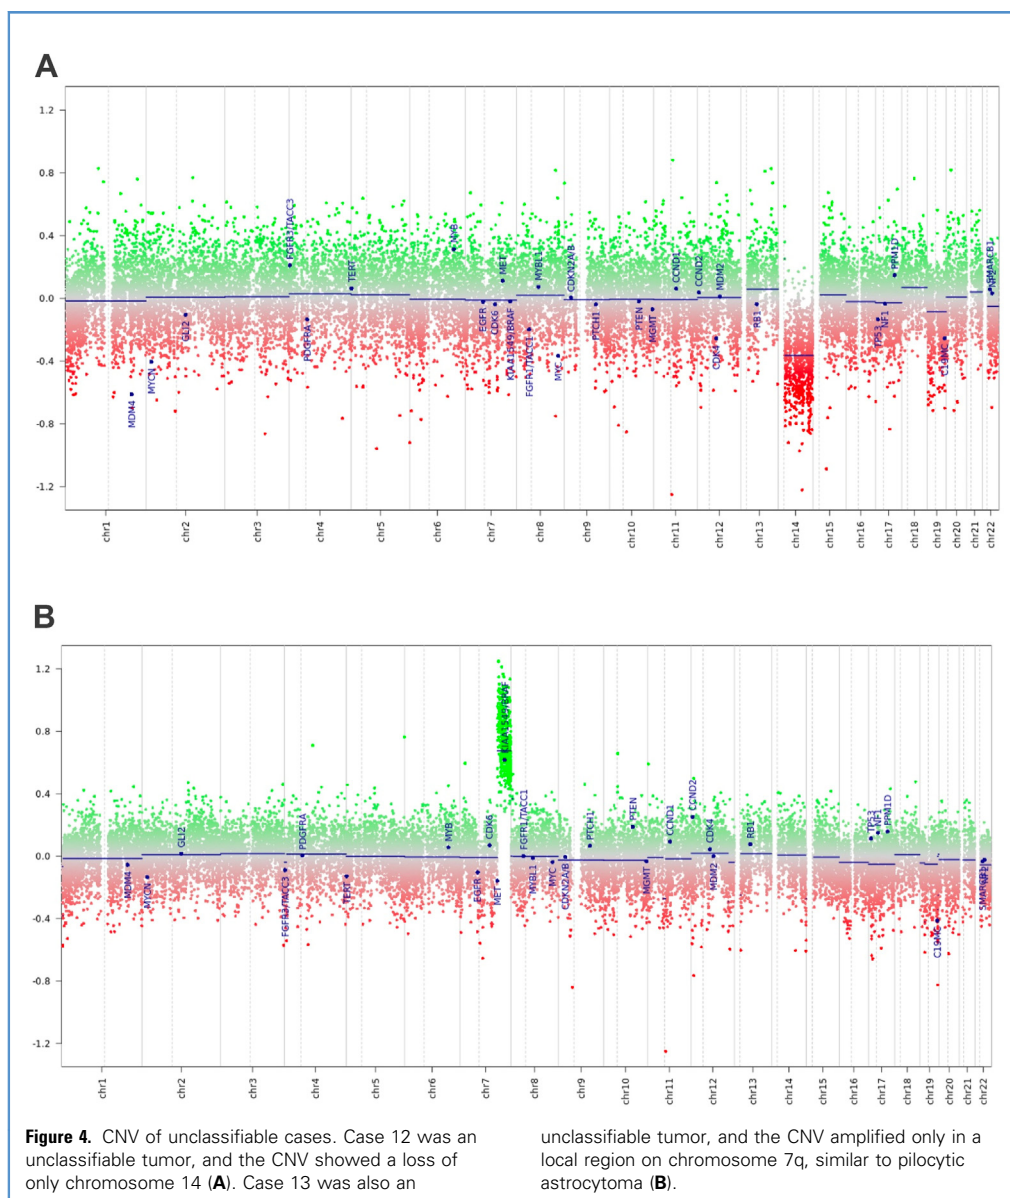 A
1.2
0.8
0.4
0.0
-0.4
-0.8
-1.2
MDM4
MYCN
GLI2
FGFR3/TACC3
PDGFRA
TERT
MYB
EGFR
CDK6
MET
KIAA1549/BRAF
FGFR1/TACC1
MYBL1
MYC
CDKN2A/B
PTCH1
PTEN
MGMT
CCND1
CCND2
CDK4
MDM2
RB1
TP53
NF1
PPM1D
C19MC
SMARCB1
NF2
chr1
chr2
chr3
chr4
chr5
chr6
chr7
chr8
chr9
chr10
chr11
chr12
chr13
chr14
chr15
chr16
chr17
chr18
chr19
chr20
chr21
chr22
B
1.2
0.8
0.4
0.0
-0.4
-0.8
-1.2
MDM4
MYCN
GLI2
FGFR3/TACC3
PDGFRA
TERT
MYB
EGFR
CDK6
MET
KIAA1549/BRAF
FGFR1/TACC1
MYBL1
MYC
CDKN2A/B
PTCH1
PTEN
MGMT
CCND1
CCND2
CDK4
MDM2
RB1
TP53
NF1
PPM1D
C19MC
SMARCB1
chr1
chr2
chr3
chr4
chr5
chr6
chr7
chr8
chr9
chr10
chr11
chr12
chr13
chr14
chr15
chr16
chr17
chr18
chr19
chr20
chr21
chr22
Figure 4. CNV of unclassifiable cases. Case 12 was an
unclassifiable tumor, and the CNV showed a loss of
only chromosome 14 (A). Case 13 was also an
unclassifiable tumor, and the CNV amplified only in a
local region on chromosome 7q, similar to pilocytic
astrocytoma (B).